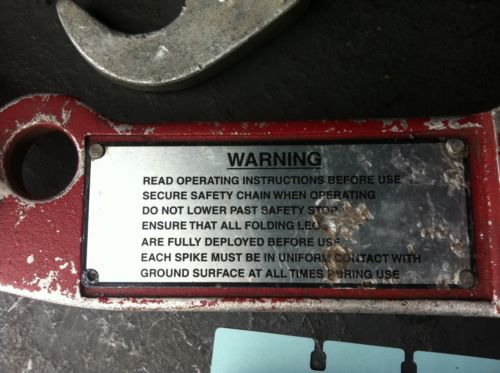 WARNING
READ OPERATING INSTRUCTIONS BEFORE USE
SECURE SAFETY CHAIN WHEN OPERATING
DO NOT LOWER PAST SAFETY STOP
ENSURE THAT ALL FOLDING
ARE FULLY DEPLOYED BEFORE USE
EACH SPIKE MUST BE IN UNIFORM CONTACT WITH
GROUND SURFACE AT ALL TIMES DURING USE